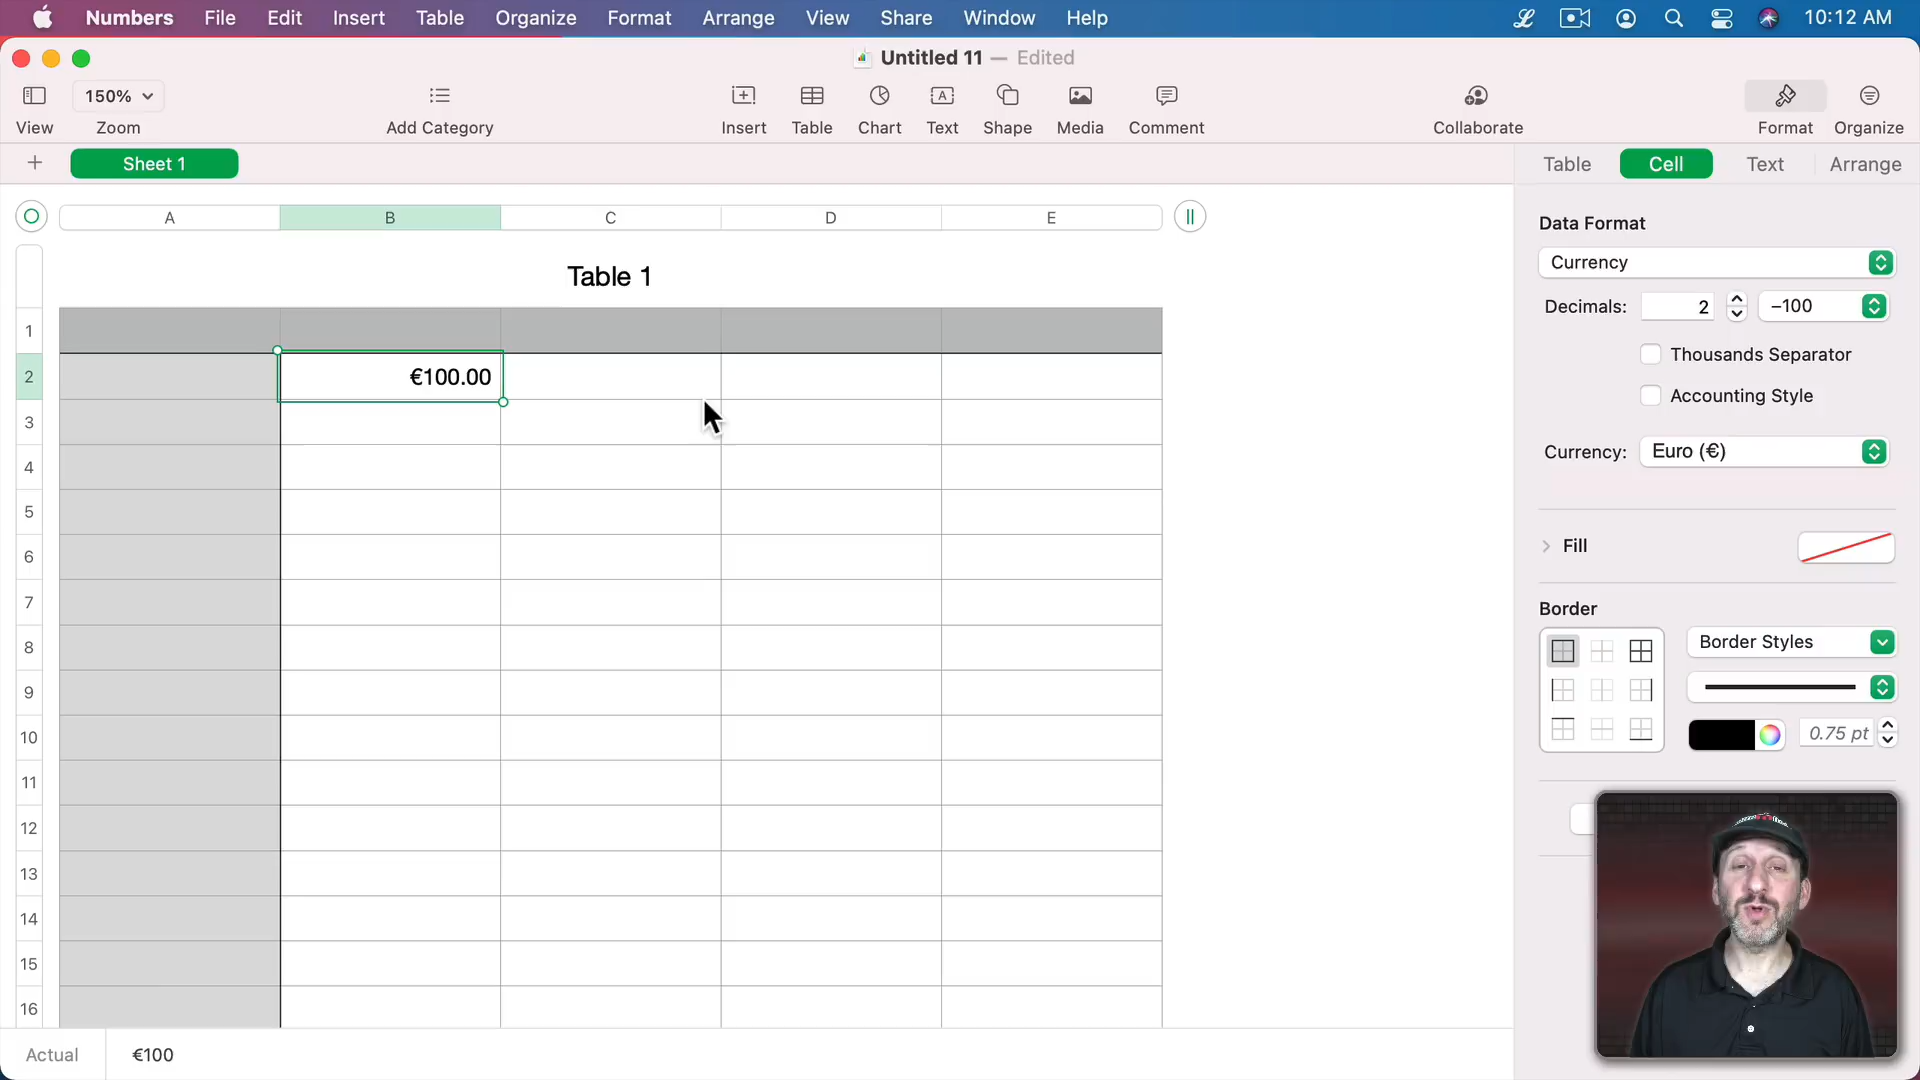 Numbers File Edit Insert Table Organize Format Arrange View Share Window Help 10:12 AM
Untitled 11 — Edited
150%
View Zoom Add Category Insert Table Chart Text Shape Media Comment Collaborate Format Organize
Sheet 1
Table Cell Text Arrange
A B C D E
Table 1
1
2 €100.00
3
4
5
6
7
8
9
10
11
12
13
14
15
16
Actual €100
Data Format
Currency
Decimals: 2 −100
Thousands Separator
Accounting Style
Currency: Euro (€)
Fill
Border
Border Styles
0.75 pt